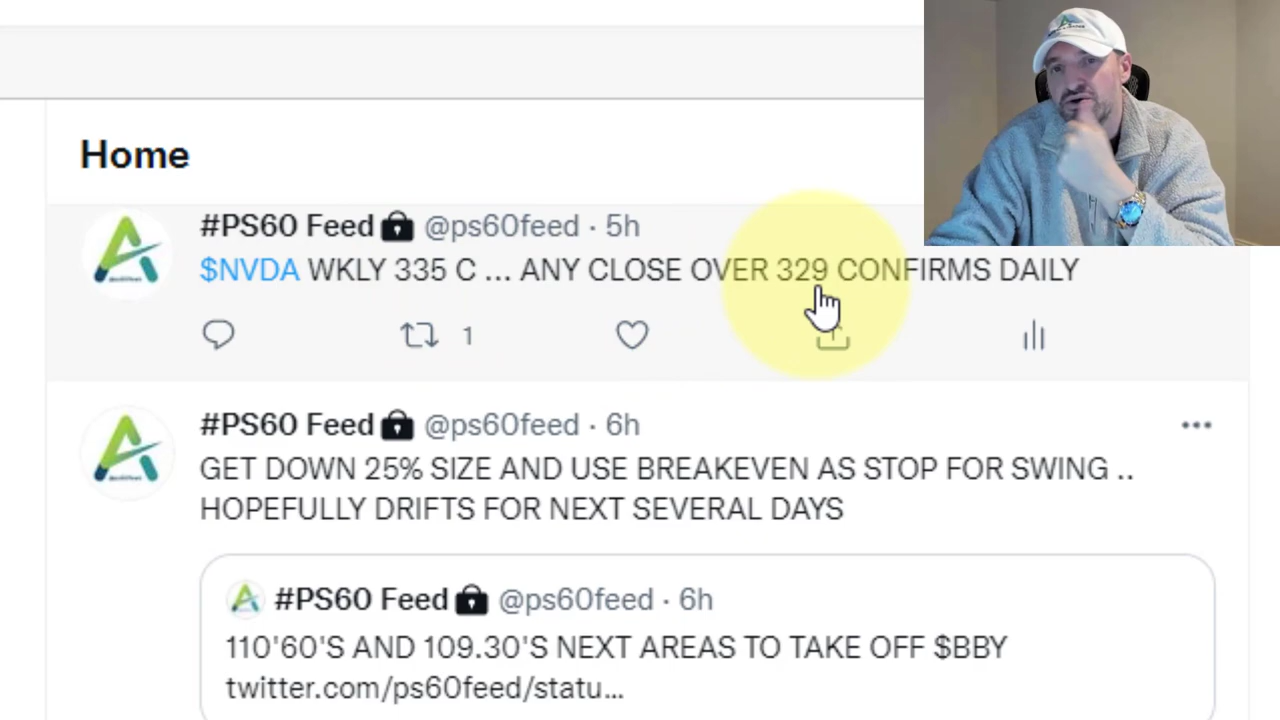 Home
#PS60 Feed @ps60feed · 5h
$NVDA WKLY 335 C ... ANY CLOSE OVER 329 CONFIRMS DAILY
1
#PS60 Feed @ps60feed · 6h
GET DOWN 25% SIZE AND USE BREAKEVEN AS STOP FOR SWING ..
HOPEFULLY DRIFTS FOR NEXT SEVERAL DAYS
#PS60 Feed @ps60feed · 6h
110'60'S AND 109.30'S NEXT AREAS TO TAKE OFF $BBY
twitter.com/ps60feed/statu...